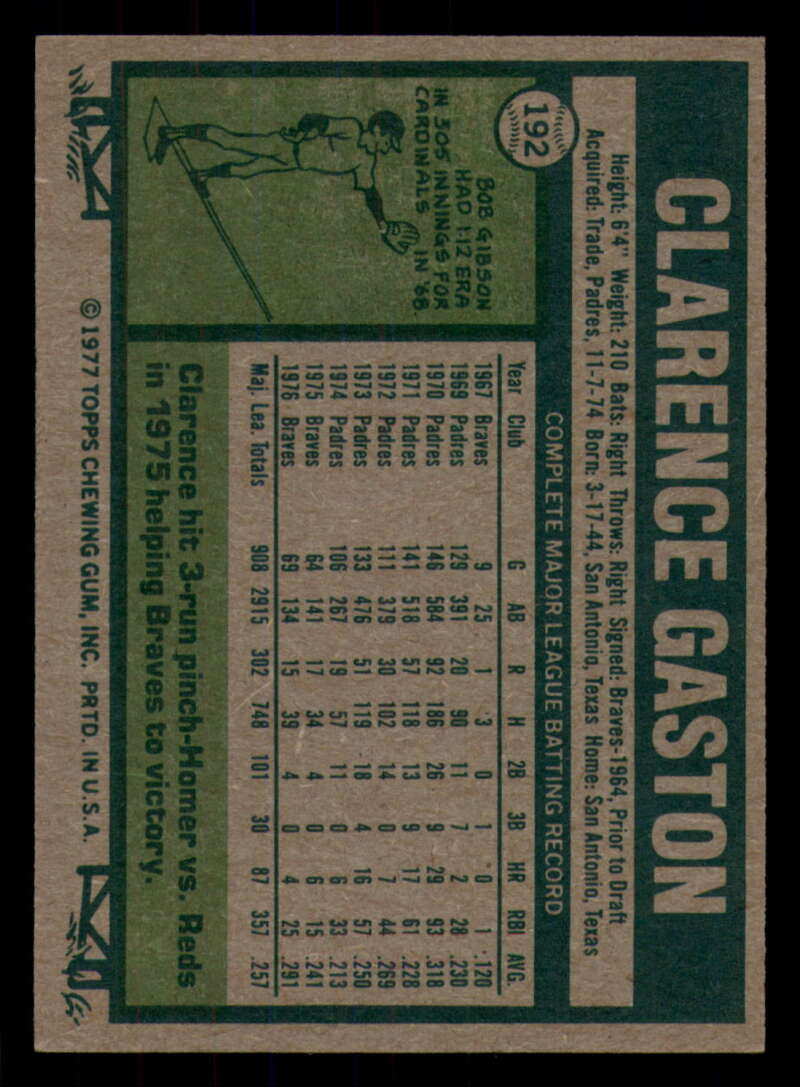 192
CLARENCE GASTON
Height: 6'4" Weight: 210 Bats: Right Throws: Right Signed: Braves-1964, Prior to Draft
Acquired: Trade, Padres, 11-7-74 Born: 3-17-44, San Antonio, Texas Home: San Antonio, Texas
COMPLETE MAJOR LEAGUE BATTING RECORD
Year Club G AB R H 2B 3B HR RBI AVG.
1967 Braves 9 25 1 3 0 1 0 1 .120
1969 Padres 129 391 20 90 11 7 2 28 .230
1970 Padres 146 584 92 186 26 9 29 93 .318
1971 Padres 141 518 57 118 13 9 17 61 .228
1972 Padres 111 379 30 102 14 0 7 44 .269
1973 Padres 133 476 51 119 18 4 16 57 .250
1974 Padres 106 267 19 57 11 0 6 33 .213
1975 Braves 64 141 17 34 4 0 6 15 .241
1976 Braves 69 134 15 39 4 0 4 25 .291
Maj. Lea. Totals 908 2915 302 748 101 30 87 357 .257
BOB GIBSON
HAD 1.12 ERA
IN 305 INNINGS FOR
CARDINALS IN '68.
Clarence hit 3-run pinch-Homer vs. Reds
in 1975 helping Braves to victory.
© 1977 TOPPS CHEWING GUM, INC. PRTD. IN U.S.A.